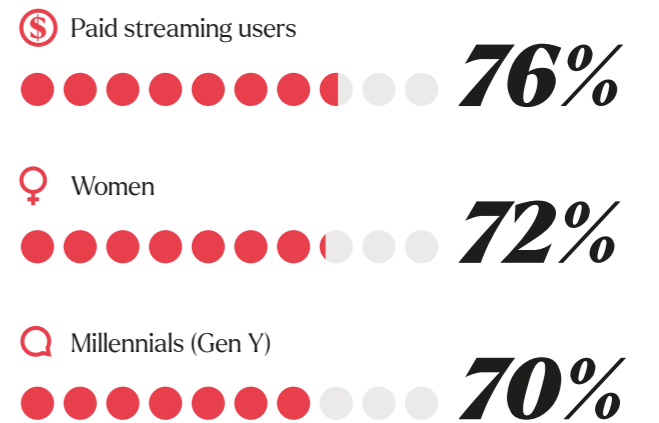 Paid streaming users
76%
Women
72%
Millennials (Gen Y)
70%